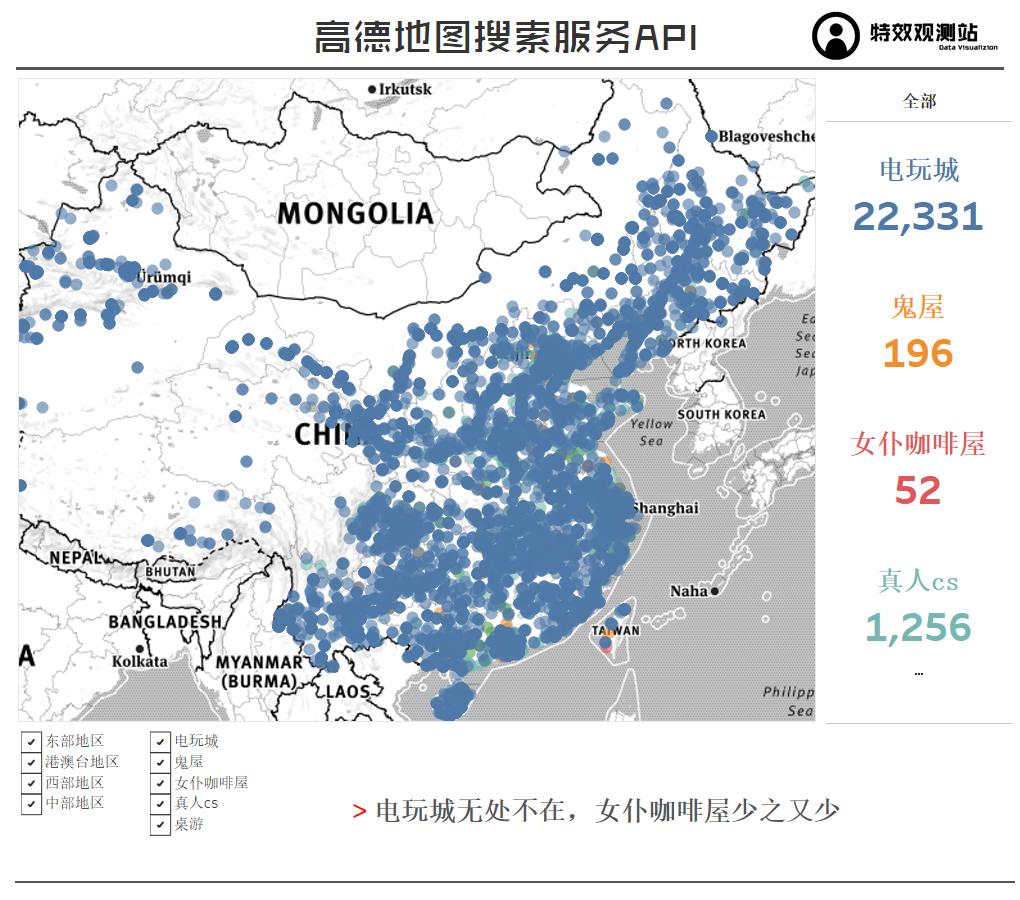 高德地图搜索服务API
特效观测站
Data Visualizion
全部
电玩城
22,331
鬼屋
196
女仆咖啡屋
52
真人cs
1,256
...
Irkutsk
Blagoveshche
MONGOLIA
Ürümqi
NORTH KOREA
SOUTH KOREA
Yellow
Sea
CHI
Shanghai
NEPAL
BHUTAN
BANGLADESH
Kolkata
MYANMAR
(BURMA)
LAOS
Naha
TAIWAN
Philipp
Sea
东部地区
港澳台地区
西部地区
中部地区
电玩城
鬼屋
女仆咖啡屋
真人cs
桌游
> 电玩城无处不在，女仆咖啡屋少之又少